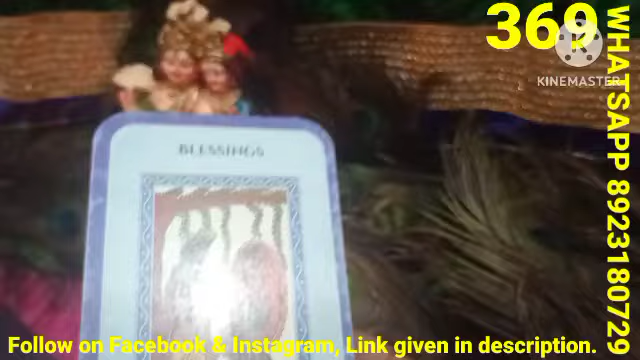 369
KINEMASTER
WHATSAPP 8923180729
BLESSINGS
Follow on Facebook & Instagram, Link given in description.